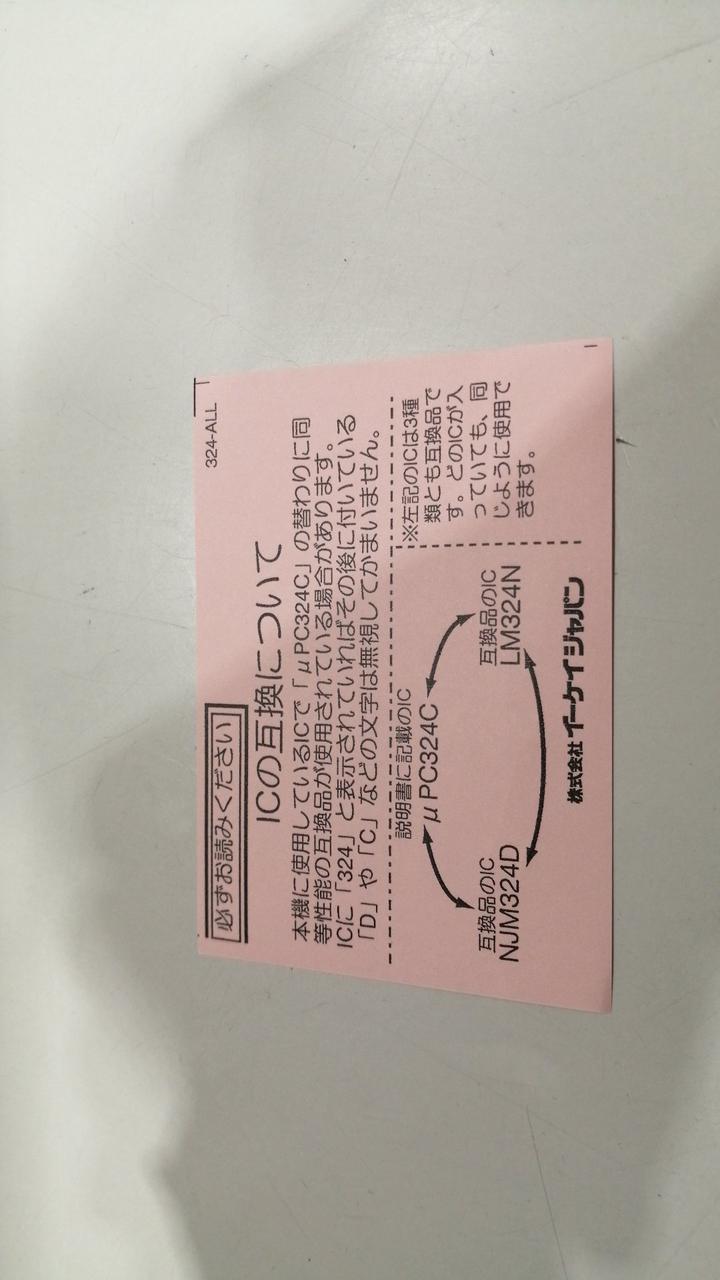 324-ALL
必ずお読みください
ICの互換について
本機に使用しているICで「μPC324C」の替わりに同
等性能の互換品が使用されている場合があります。
ICに「324」と表示されていればその後に付いている
「D」や「C」などの文字は無視してかまいません。
説明書に記載のIC
μPC324C
互換品のIC
NJM324D
互換品のIC
LM324N
※左記のICは3種
類とも互換品で
す。どのICが入
っていても、同
じように使用で
きます。
株式会社 イーケイジャパン